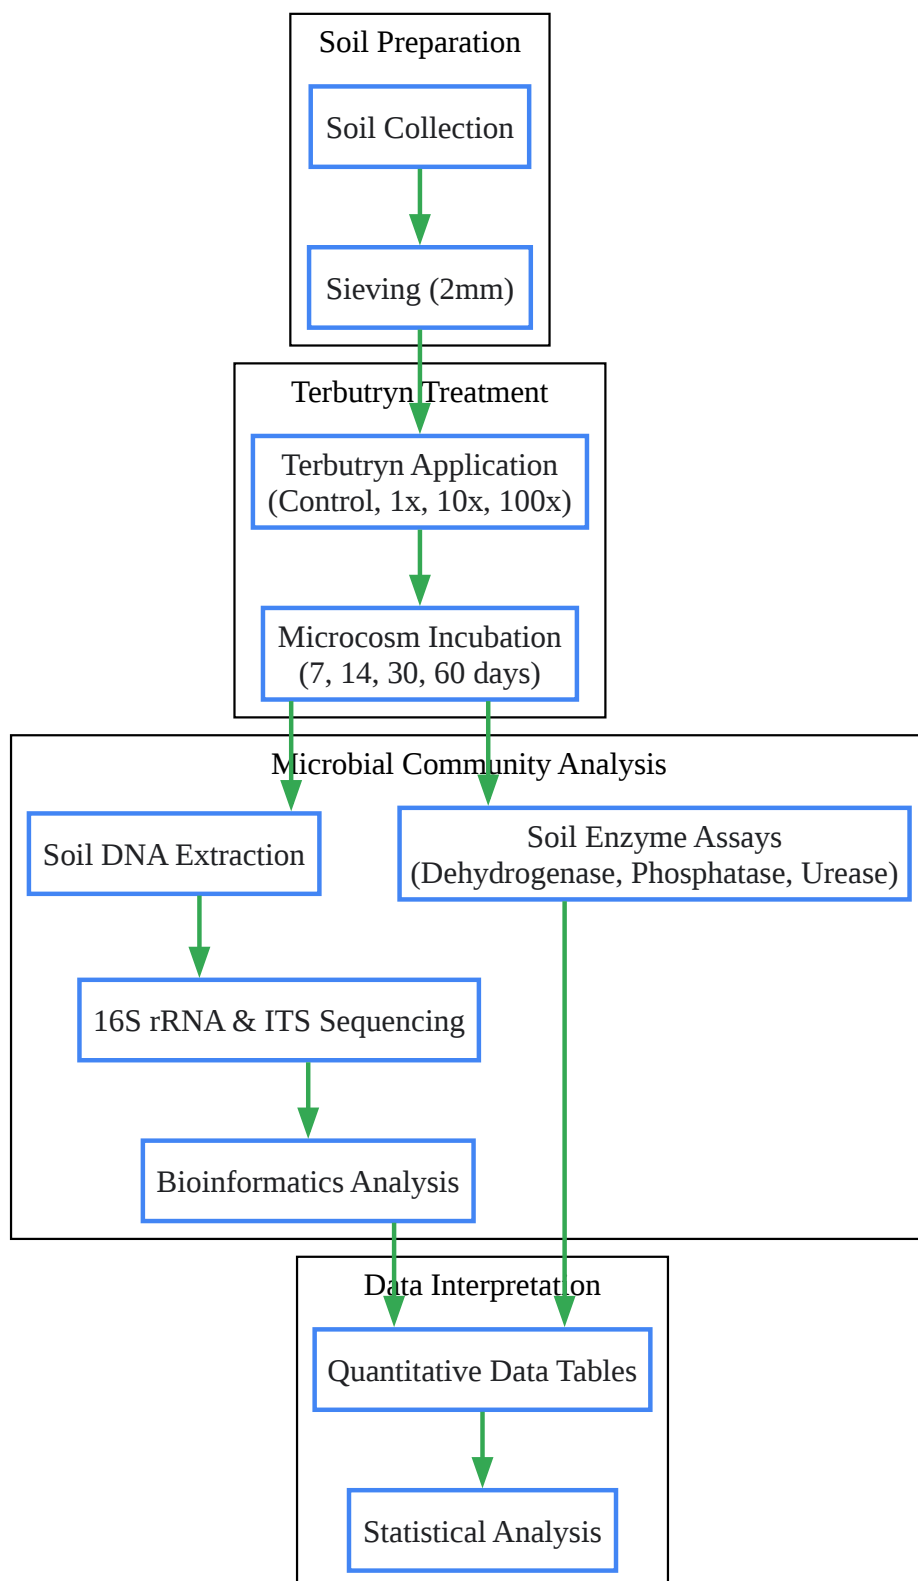 Soil Preparation
Soil Collection
Sieving (2mm)
Terbutryn Treatment
Terbutryn Application
(Control, 1x, 10x, 100x)
Microcosm Incubation
(7, 14, 30, 60 days)
Microbial Community Analysis
Soil DNA Extraction
Soil Enzyme Assays
(Dehydrogenase, Phosphatase, Urease)
16S rRNA & ITS Sequencing
Bioinformatics Analysis
Data Interpretation
Quantitative Data Tables
Statistical Analysis